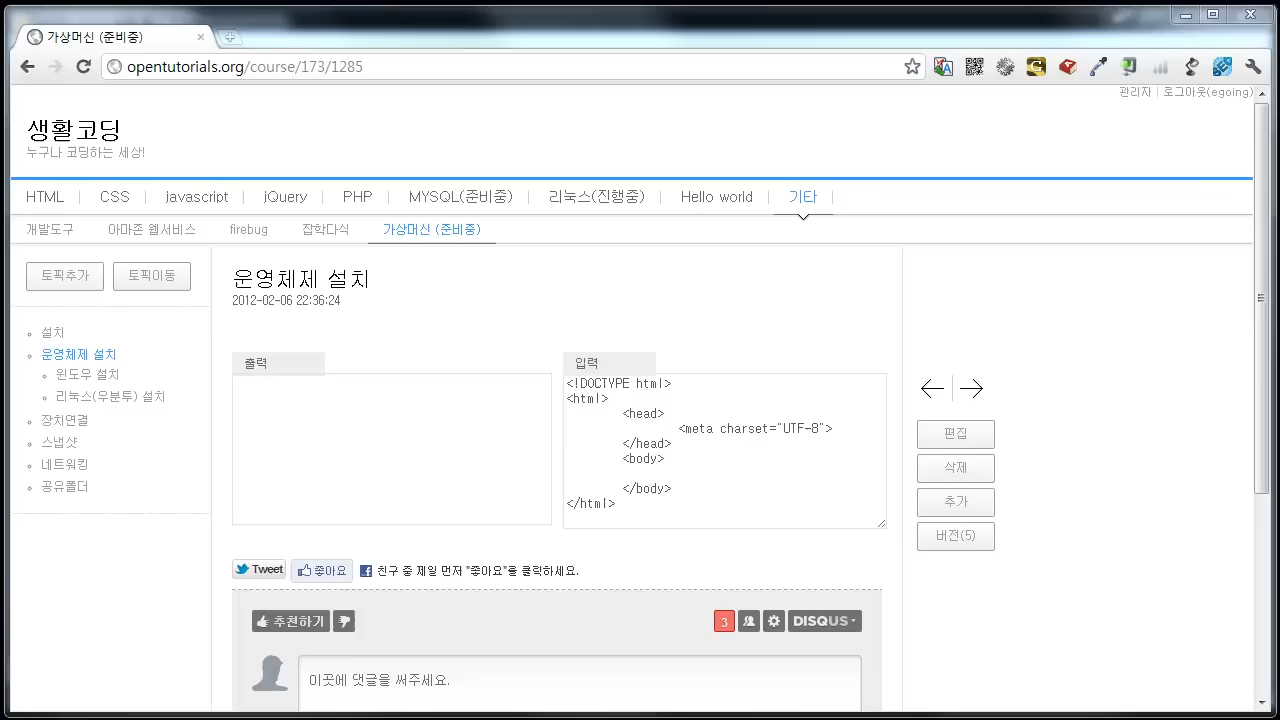 가상머신 (준비중)
opentutorials.org/course/173/1285
관리자 | 로그아웃(egoing)
생활코딩
누구나 코딩하는 세상!
HTML CSS javascript jQuery PHP MYSQL(준비중) 리눅스(진행중) Hello world 기타
개발도구 아마존 웹서비스 firebug 잡학다식 가상머신 (준비중)
토픽추가 토픽이동
설치
운영체제 설치
윈도우 설치
리눅스(우분투) 설치
장치연결
스냅샷
네트워킹
공유폴더
운영체제 설치
2012-02-06 22:36:24
출력
입력
<!DOCTYPE html>
<html>
<head>
<meta charset="UTF-8">
</head>
<body>
</body>
</html>
편집
삭제
추가
버전(5)
Tweet 좋아요 친구 중 제일 먼저 "좋아요"을 클릭하세요.
추천하기 3 DISQUS
이곳에 댓글을 써주세요.